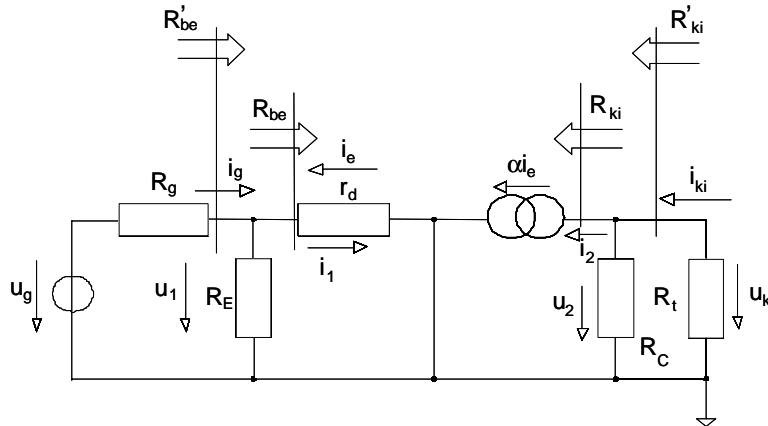 R'be
R'ki
Rbe
Rki
ie
αie
iki
Rg
ig
rd
i1
i2
ug
u1
RE
u2
RC
Rt
uk